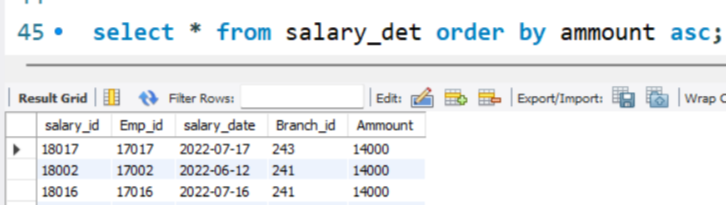 45 select * from salary_det order by ammount asc;
Result Grid Filter Rows: Edit: Export/Import: Wrap C
salary_id Emp_id salary_date Branch_id Ammount
18017 17017 2022-07-17 243 14000
18002 17002 2022-06-12 241 14000
18016 17016 2022-07-16 241 14000